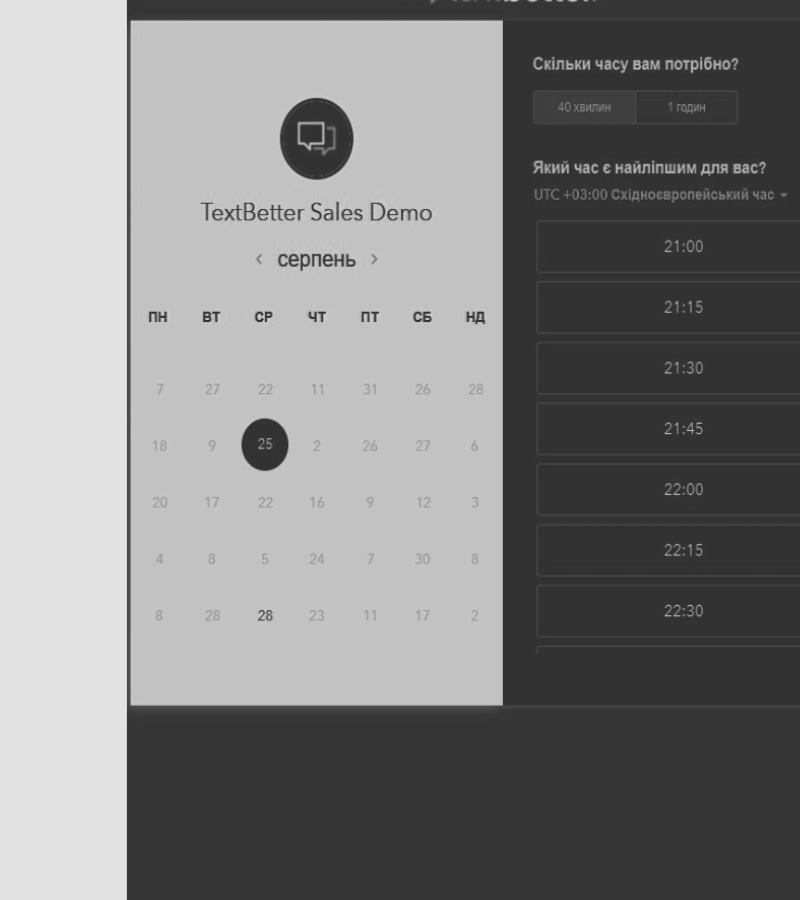 TextBetter Sales Demo
‹ серпень ›
ПН ВТ СР ЧТ ПТ СБ НД
7 27 22 11 31 26 28
18 9 25 2 26 27 6
20 17 22 16 9 12 3
4 8 5 24 7 30 8
8 28 28 23 11 17 2
Скільки часу вам потрібно?
40 хвилин 1 годин
Який час є найліпшим для вас?
UTC +03:00 Східноєвропейський час
21:00
21:15
21:30
21:45
22:00
22:15
22:30